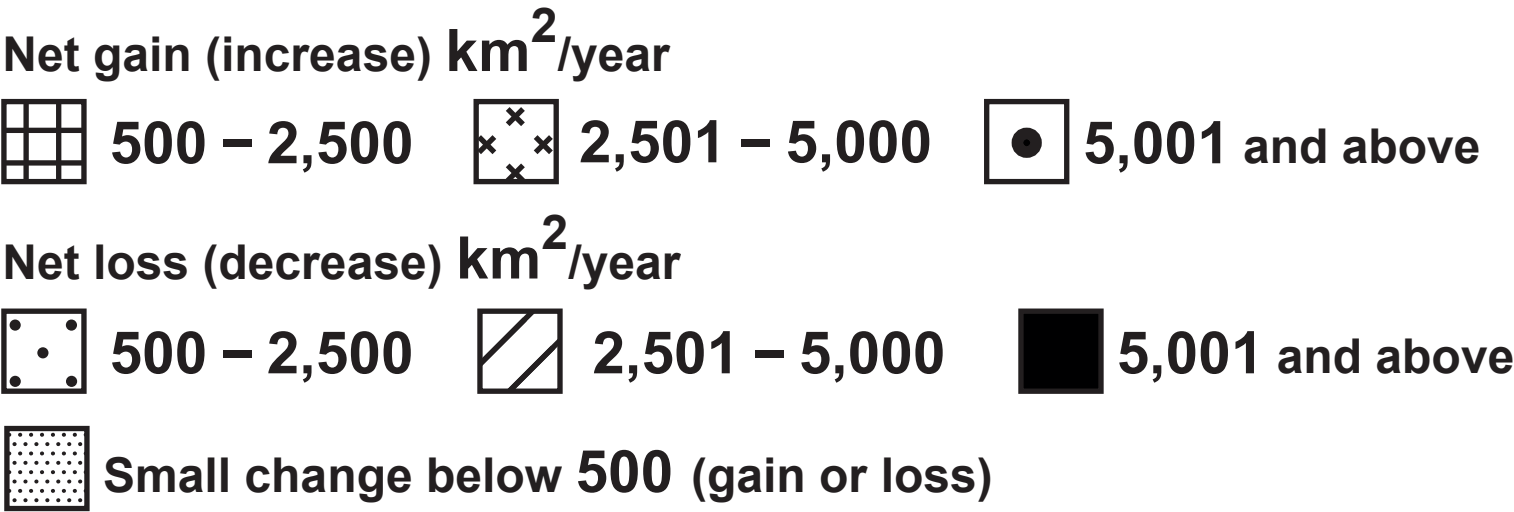 Net gain (increase) km²/year
500 – 2,500 2,501 – 5,000 5,001 and above
Net loss (decrease) km²/year
500 – 2,500 2,501 – 5,000 5,001 and above
Small change below 500 (gain or loss)